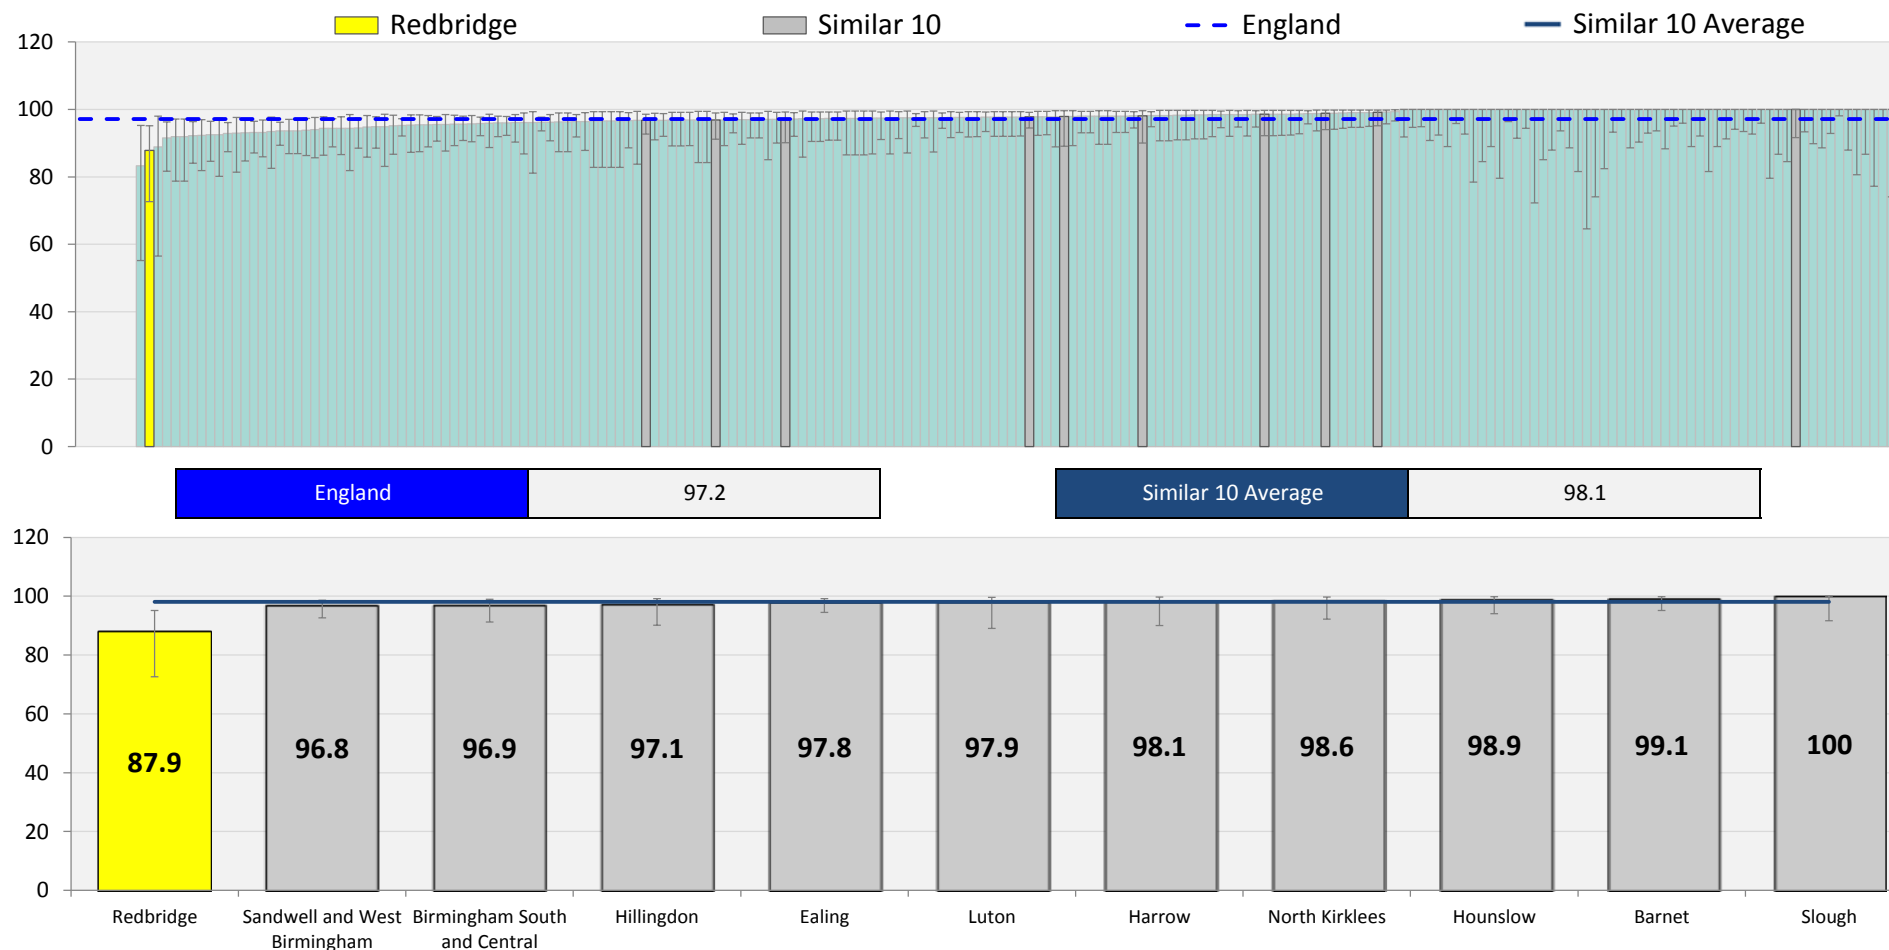 Redbridge
Similar 10
England
Similar 10 Average
120
100
80
60
40
20
0
England
97.2
Similar 10 Average
98.1
120
100
80
60
40
20
0
87.9
96.8
96.9
97.1
97.8
97.9
98.1
98.6
98.9
99.1
100
Redbridge
Sandwell and West
Birmingham
Birmingham South
and Central
Hillingdon
Ealing
Luton
Harrow
North Kirklees
Hounslow
Barnet
Slough